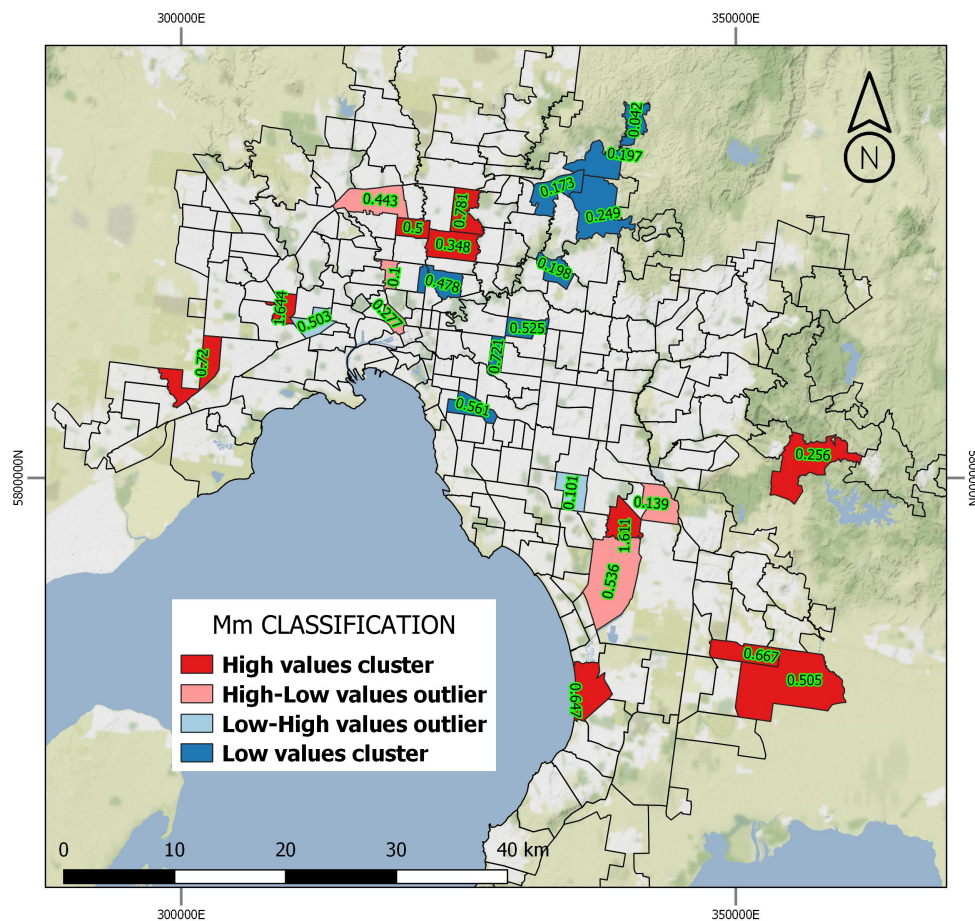 300000E
350000E
N
0.042
0.197
0.173
0.249
0.443
0.781
0.5
0.348
0.1
0.478
0.198
1.644
0.503
0.277
0.525
0.721
0.72
0.561
0.256
5800000N
5800000N
0.101
0.139
1.611
0.536
0.667
0.505
0.647
Mm CLASSIFICATION
High values cluster
High-Low values outlier
Low-High values outlier
Low values cluster
0 10 20 30 40 km
300000E
350000E